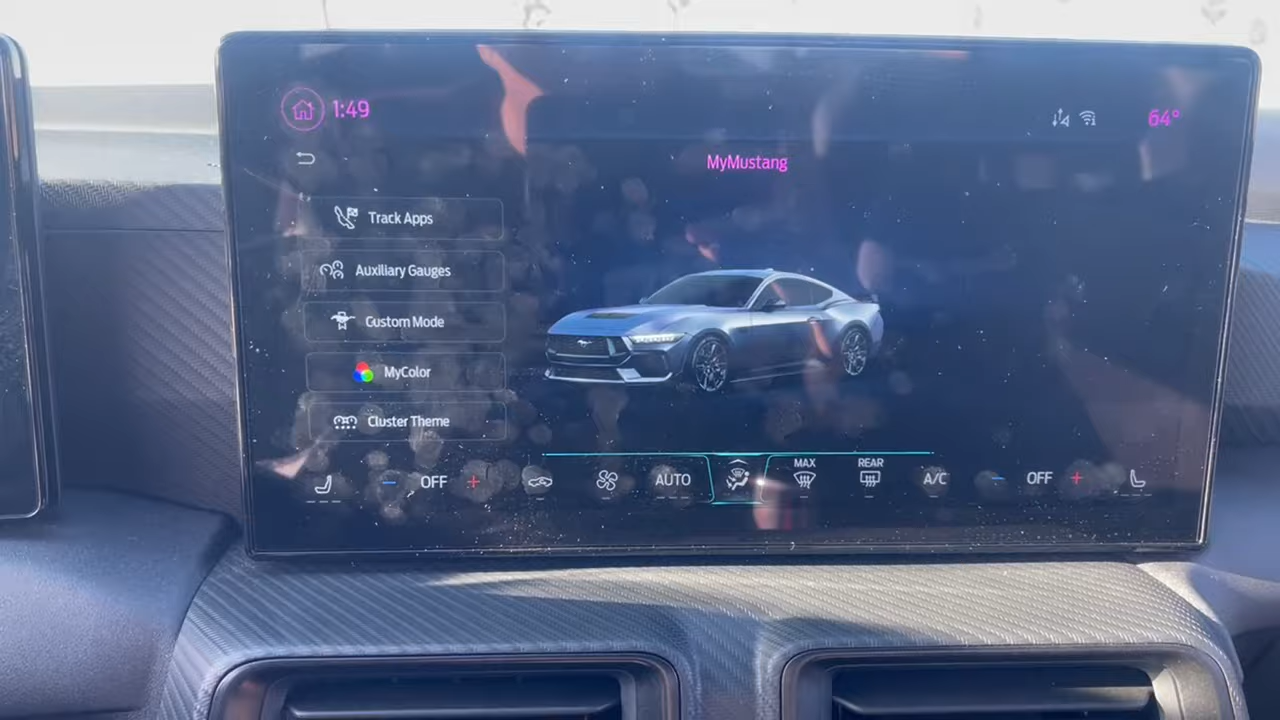 1:49
64°
MyMustang
Track Apps
Auxiliary Gauges
Custom Mode
MyColor
Cluster Theme
OFF
AUTO
MAX
REAR
A/C
OFF